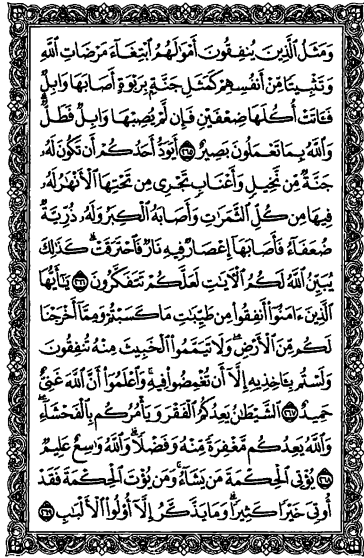 وَمَثَلُ ٱلَّذِينَ يُنفِقُونَ أَمۡوَٰلَهُمُ ٱبۡتِغَآءَ مَرۡضَاتِ ٱللَّهِ
وَتَثۡبِيتٗا مِّنۡ أَنفُسِهِمۡ كَمَثَلِ جَنَّةِۭ بِرَبۡوَةٍ أَصَابَهَا وَابِلٞ
فَـَٔاتَتۡ أُكُلَهَا ضِعۡفَيۡنِ فَإِن لَّمۡ يُصِبۡهَا وَابِلٞ فَطَلّٞۗ
وَٱللَّهُ بِمَا تَعۡمَلُونَ بَصِيرٌ ٢٦٥ أَيَوَدُّ أَحَدُكُمۡ أَن تَكُونَ لَهُۥ
جَنَّةٞ مِّن نَّخِيلٖ وَأَعۡنَابٖ تَجۡرِي مِن تَحۡتِهَا ٱلۡأَنۡهَٰرُ لَهُۥ
فِيهَا مِن كُلِّ ٱلثَّمَرَٰتِ وَأَصَابَهُ ٱلۡكِبَرُ وَلَهُۥ ذُرِّيَّةٞ
ضُعَفَآءُ فَأَصَابَهَآ إِعۡصَارٞ فِيهِ نَارٞ فَٱحۡتَرَقَتۡۗ كَذَٰلِكَ
يُبَيِّنُ ٱللَّهُ لَكُمُ ٱلۡأٓيَٰتِ لَعَلَّكُمۡ تَتَفَكَّرُونَ ٢٦٦ يَٰٓأَيُّهَا
ٱلَّذِينَ ءَامَنُوٓاْ أَنفِقُواْ مِن طَيِّبَٰتِ مَا كَسَبۡتُمۡ وَمِمَّآ أَخۡرَجۡنَا
لَكُم مِّنَ ٱلۡأَرۡضِۖ وَلَا تَيَمَّمُواْ ٱلۡخَبِيثَ مِنۡهُ تُنفِقُونَ
وَلَسۡتُم بِـَٔاخِذِيهِ إِلَّآ أَن تُغۡمِضُواْ فِيهِۚ وَٱعۡلَمُوٓاْ أَنَّ ٱللَّهَ غَنِيٌّ
حَمِيدٌ ٢٦٧ ٱلشَّيۡطَٰنُ يَعِدُكُمُ ٱلۡفَقۡرَ وَيَأۡمُرُكُم بِٱلۡفَحۡشَآءِۖ
وَٱللَّهُ يَعِدُكُم مَّغۡفِرَةٗ مِّنۡهُ وَفَضۡلٗاۗ وَٱللَّهُ وَٰسِعٌ عَلِيمٞ
٢٦٨ يُؤۡتِي ٱلۡحِكۡمَةَ مَن يَشَآءُۚ وَمَن يُؤۡتَ ٱلۡحِكۡمَةَ فَقَدۡ
أُوتِيَ خَيۡرٗا كَثِيرٗاۗ وَمَا يَذَّكَّرُ إِلَّآ أُوْلُواْ ٱلۡأَلۡبَٰبِ ٢٦٩